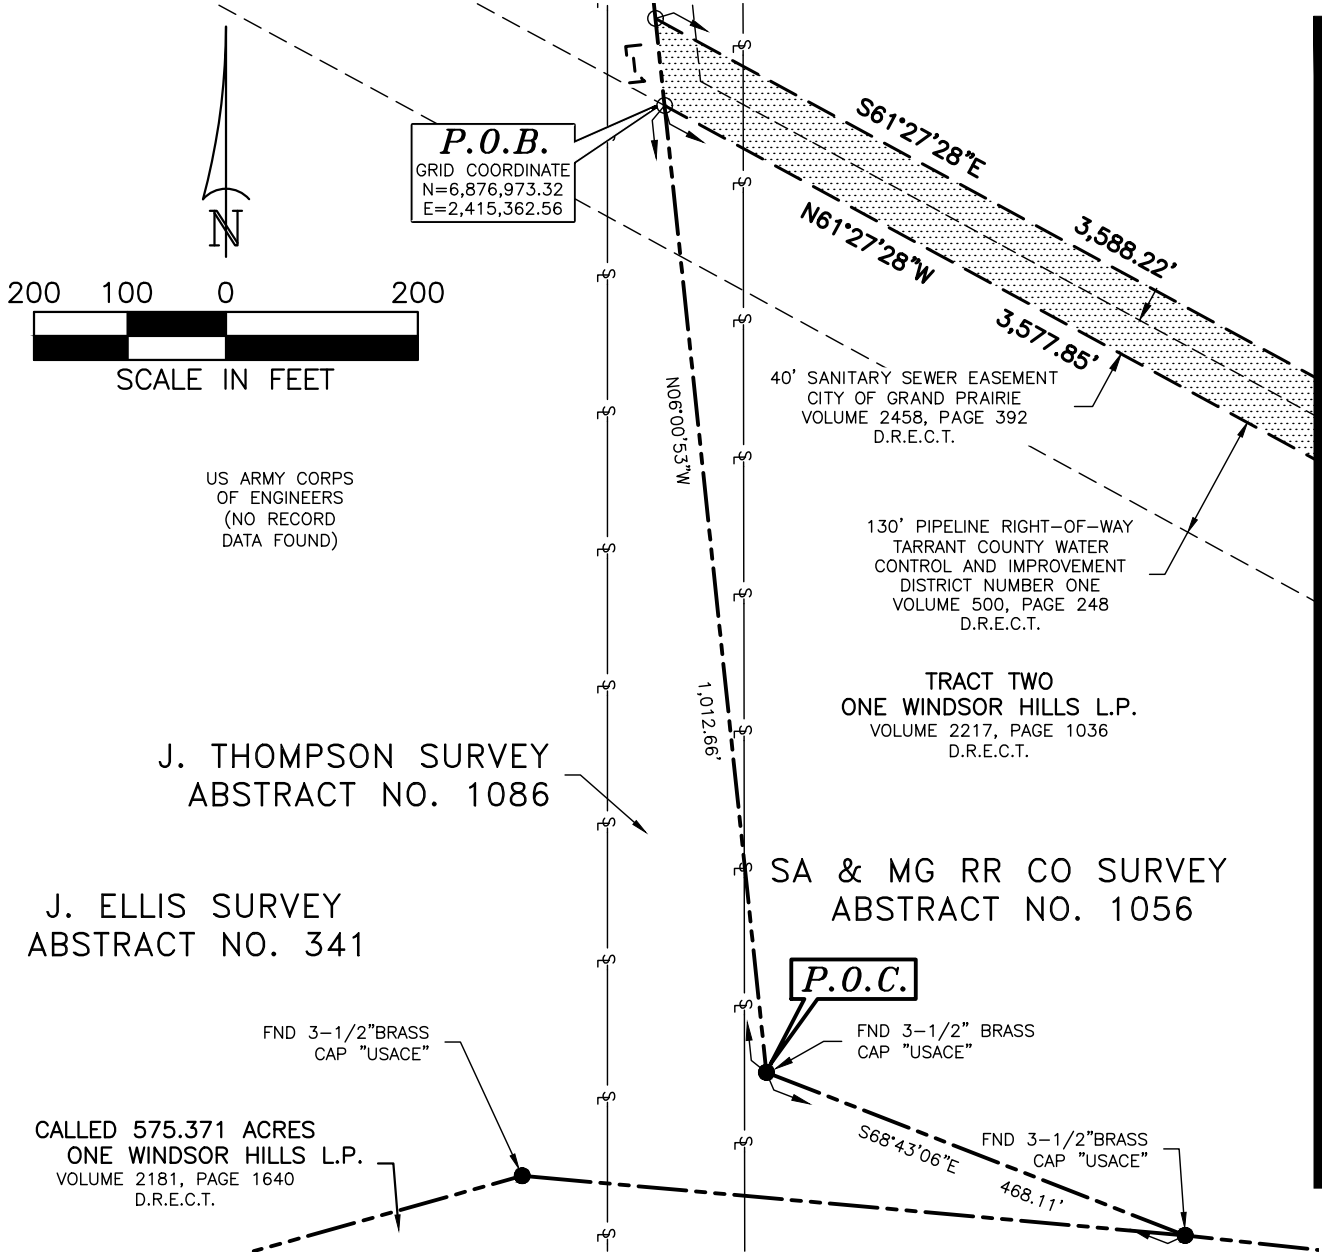 L-1
P.O.B.
GRID COORDINATE
N=6,876,973.32
E=2,415,362.56
S61°27'28"E
3,588.22'
N61°27'28"W
3,577.85'
N
200 100 0 200
SCALE IN FEET
40' SANITARY SEWER EASEMENT
CITY OF GRAND PRAIRIE
VOLUME 2458, PAGE 392
D.R.E.C.T.
N06°00'53"W
1,012.66'
US ARMY CORPS
OF ENGINEERS
(NO RECORD
DATA FOUND)
130' PIPELINE RIGHT-OF-WAY
TARRANT COUNTY WATER
CONTROL AND IMPROVEMENT
DISTRICT NUMBER ONE
VOLUME 500, PAGE 248
D.R.E.C.T.
TRACT TWO
ONE WINDSOR HILLS L.P.
VOLUME 2217, PAGE 1036
D.R.E.C.T.
J. THOMPSON SURVEY
ABSTRACT NO. 1086
SA & MG RR CO SURVEY
ABSTRACT NO. 1056
J. ELLIS SURVEY
ABSTRACT NO. 341
P.O.C.
FND 3-1/2"BRASS
CAP "USACE"
FND 3-1/2" BRASS
CAP "USACE"
CALLED 575.371 ACRES
ONE WINDSOR HILLS L.P.
VOLUME 2181, PAGE 1640
D.R.E.C.T.
S68°43'06"E
468.11'
FND 3-1/2"BRASS
CAP "USACE"